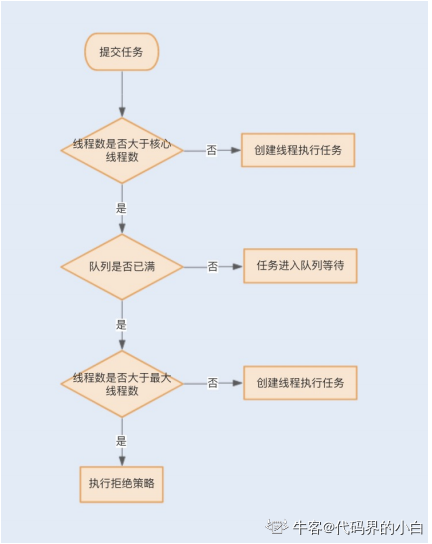 提交任务
线程数是否大于核心
线程数
否
创建线程执行任务
是
队列是否已满
否
任务进入队列等待
是
线程数是否大于最大
线程数
否
创建线程执行任务
是
执行拒绝策略
牛客@代码界的小白